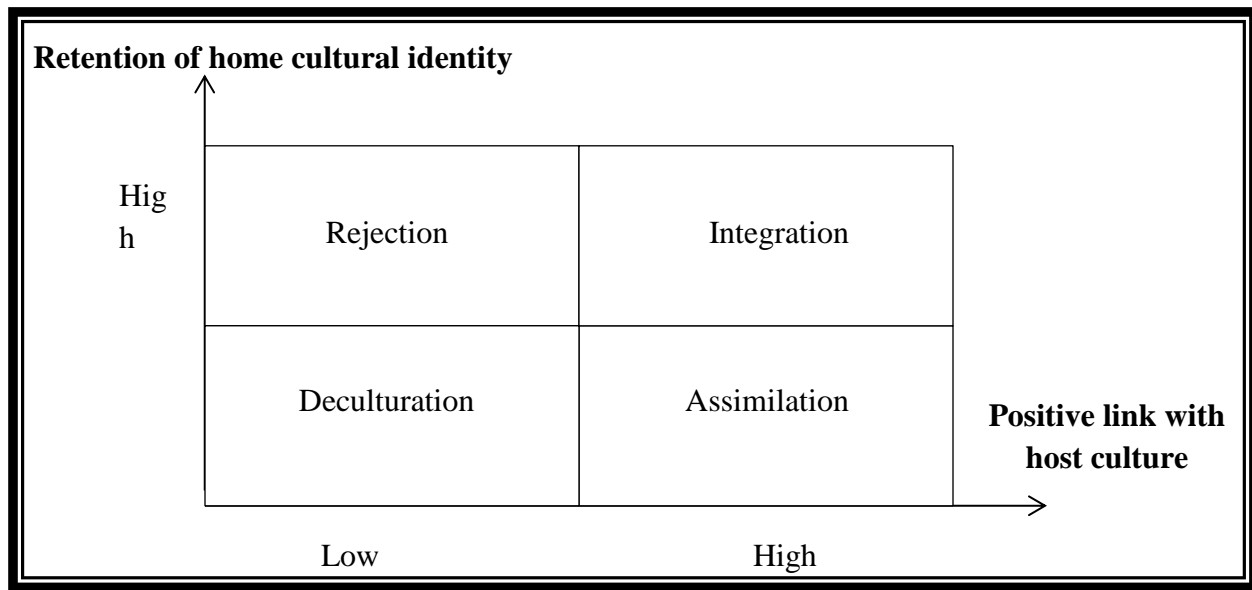 Retention of home cultural identity
Hig
h
Rejection
Integration
Deculturation
Assimilation
Positive link with
host culture
Low
High